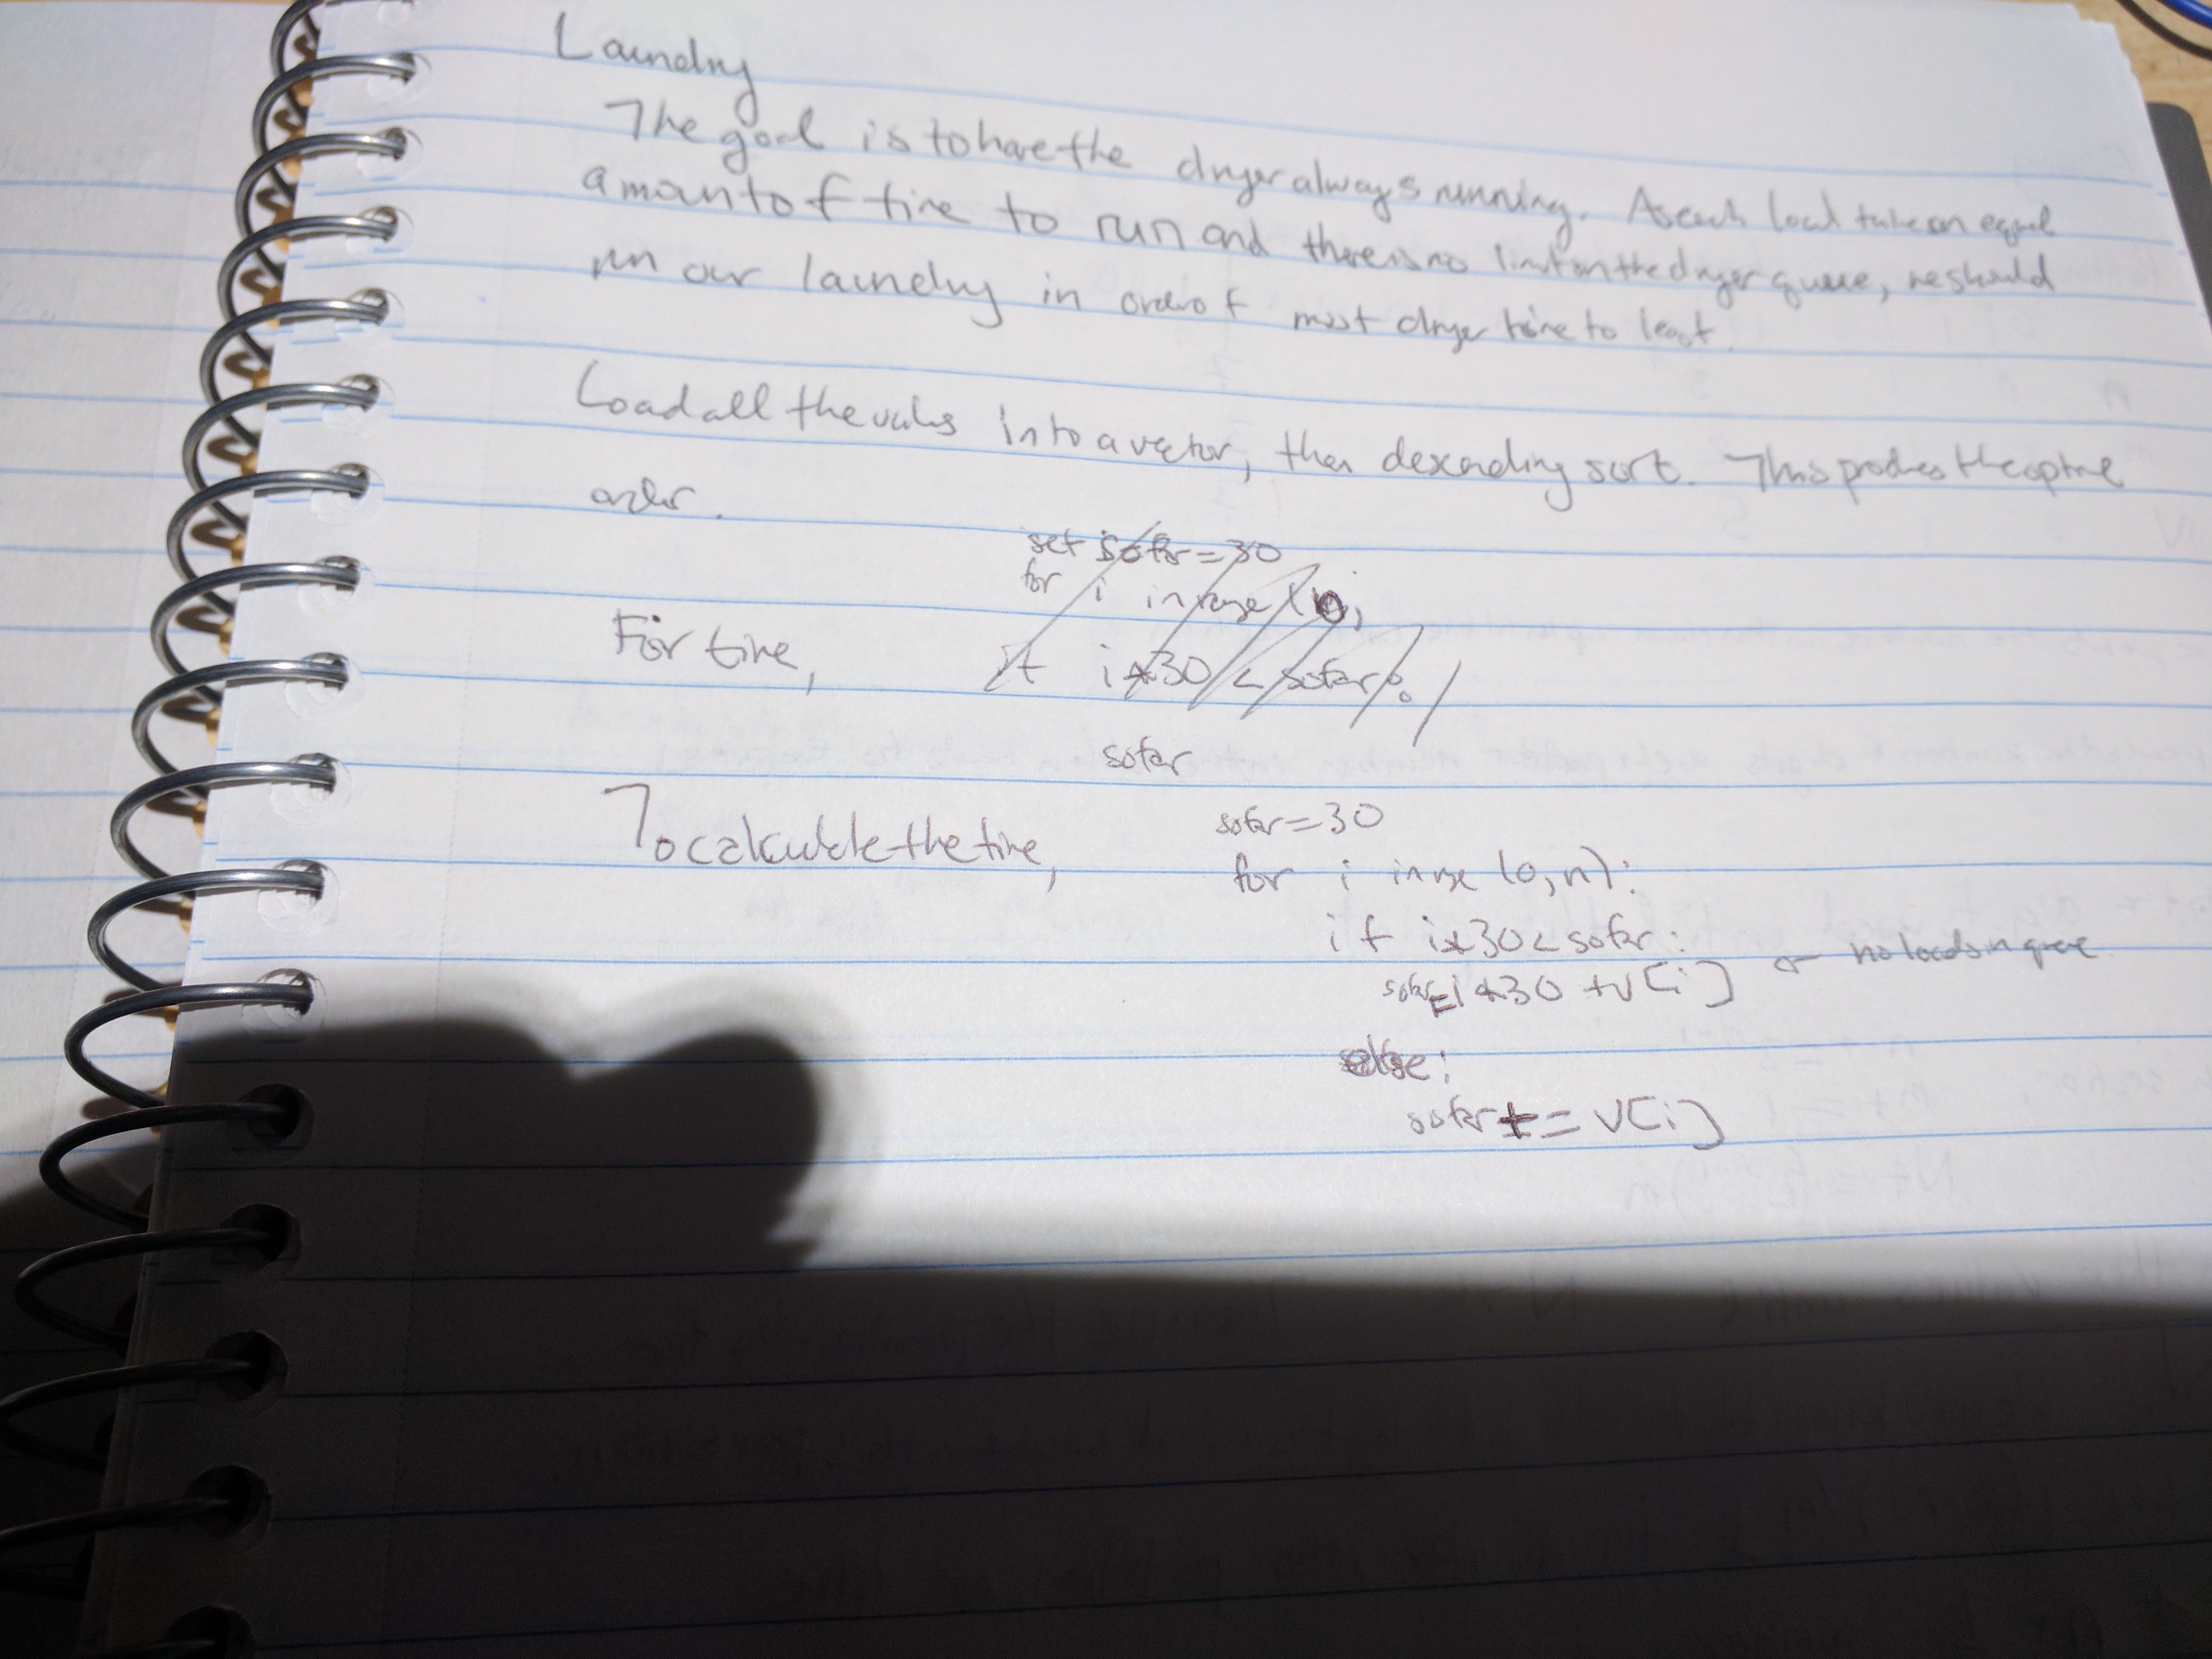 Laundry
The goal is to have the dryer always running. As each load takes an equal
amount of time to run and there is no limit on the dryer queue, we should
run our laundry in order of most dryer time to least.
Load all the values into a vector, then descending sort. This produces the optimal
order.
set sofar = 30
for i in range (0,
For time, if i*30 < sofar:
sofar
To calculate the time, sofar = 30
for i in range (0, n):
if i*30 < sofar:
sofar = i*30 + v[i] no loads in queue
else:
sofar += v[i]